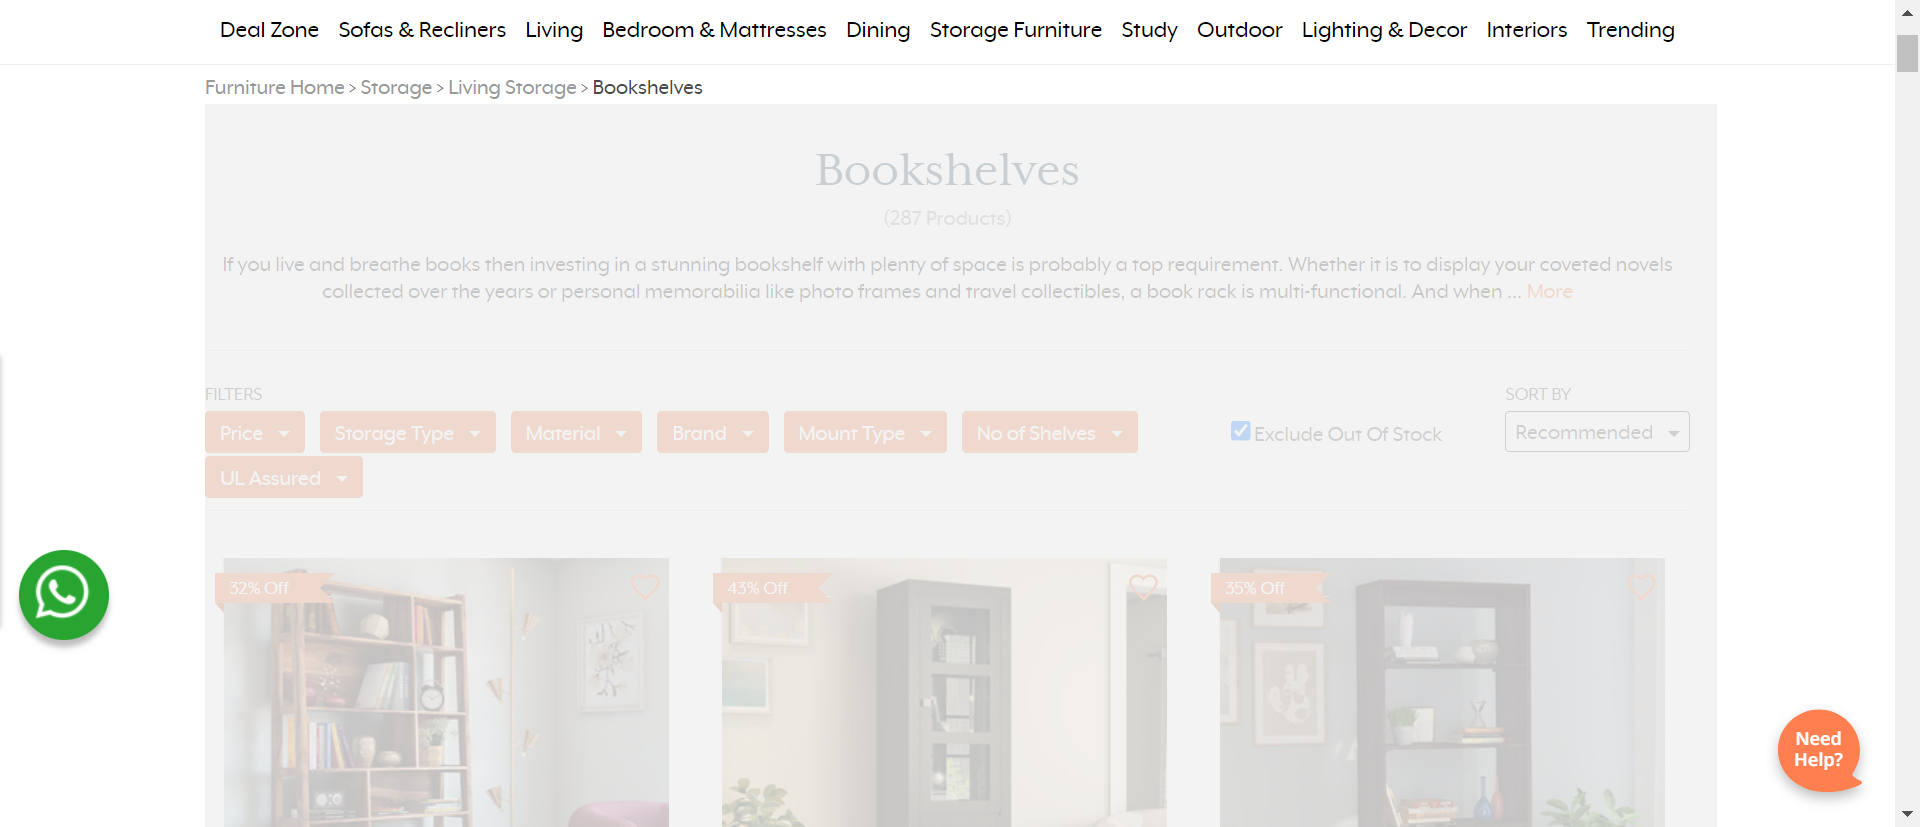 Deal Zone Sofas & Recliners Living Bedroom & Mattresses Dining Storage Furniture Study Outdoor Lighting & Decor Interiors Trending
Furniture Home > Storage > Living Storage > Bookshelves
Bookshelves
(287 Products)
If you live and breathe books then investing in a stunning bookshelf with plenty of space is probably a top requirement. Whether it is to display your coveted novels
collected over the years or personal memorabilia like photo frames and travel collectibles, a book rack is multi-functional. And when ... More
FILTERS
SORT BY
Price Storage Type Material Brand Mount Type No of Shelves Exclude Out Of Stock Recommended
UL Assured
32% Off 43% Off 35% Off
Need
Help?